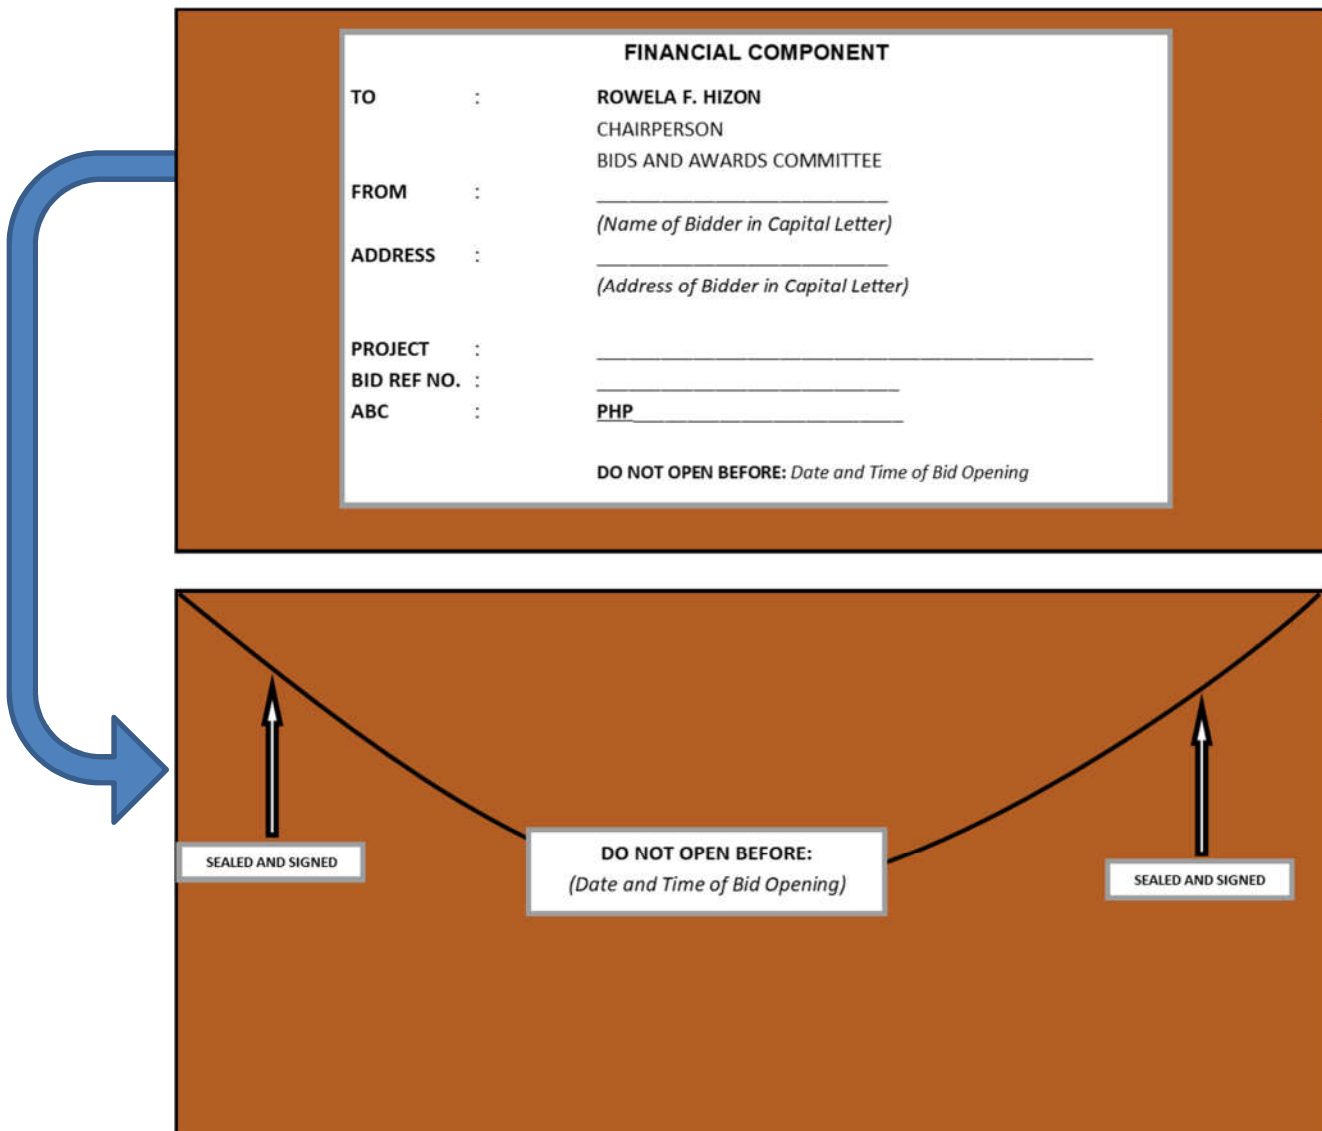 FINANCIAL COMPONENT
TO : ROWELA F. HIZON
CHAIRPERSON
BIDS AND AWARDS COMMITTEE
FROM : ___________________________
(Name of Bidder in Capital Letter)
ADDRESS : ___________________________
(Address of Bidder in Capital Letter)
PROJECT : ______________________________________________
BID REF NO. : ____________________________
ABC : PHP_________________________
DO NOT OPEN BEFORE: Date and Time of Bid Opening
SEALED AND SIGNED
DO NOT OPEN BEFORE:
(Date and Time of Bid Opening)
SEALED AND SIGNED